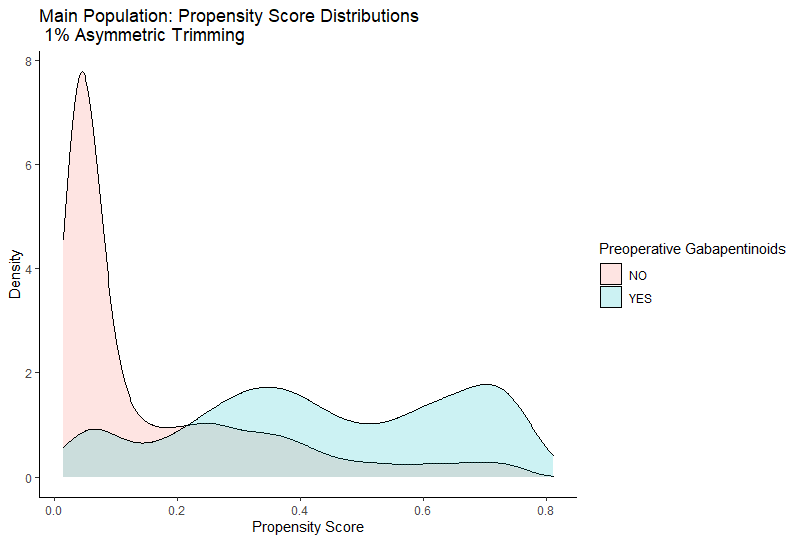 Main Population: Propensity Score Distributions
1% Asymmetric Trimming
8
6
4
2
0
Density
0.0
0.2
0.4
0.6
0.8
Propensity Score
Preoperative Gabapentinoids
NO
YES